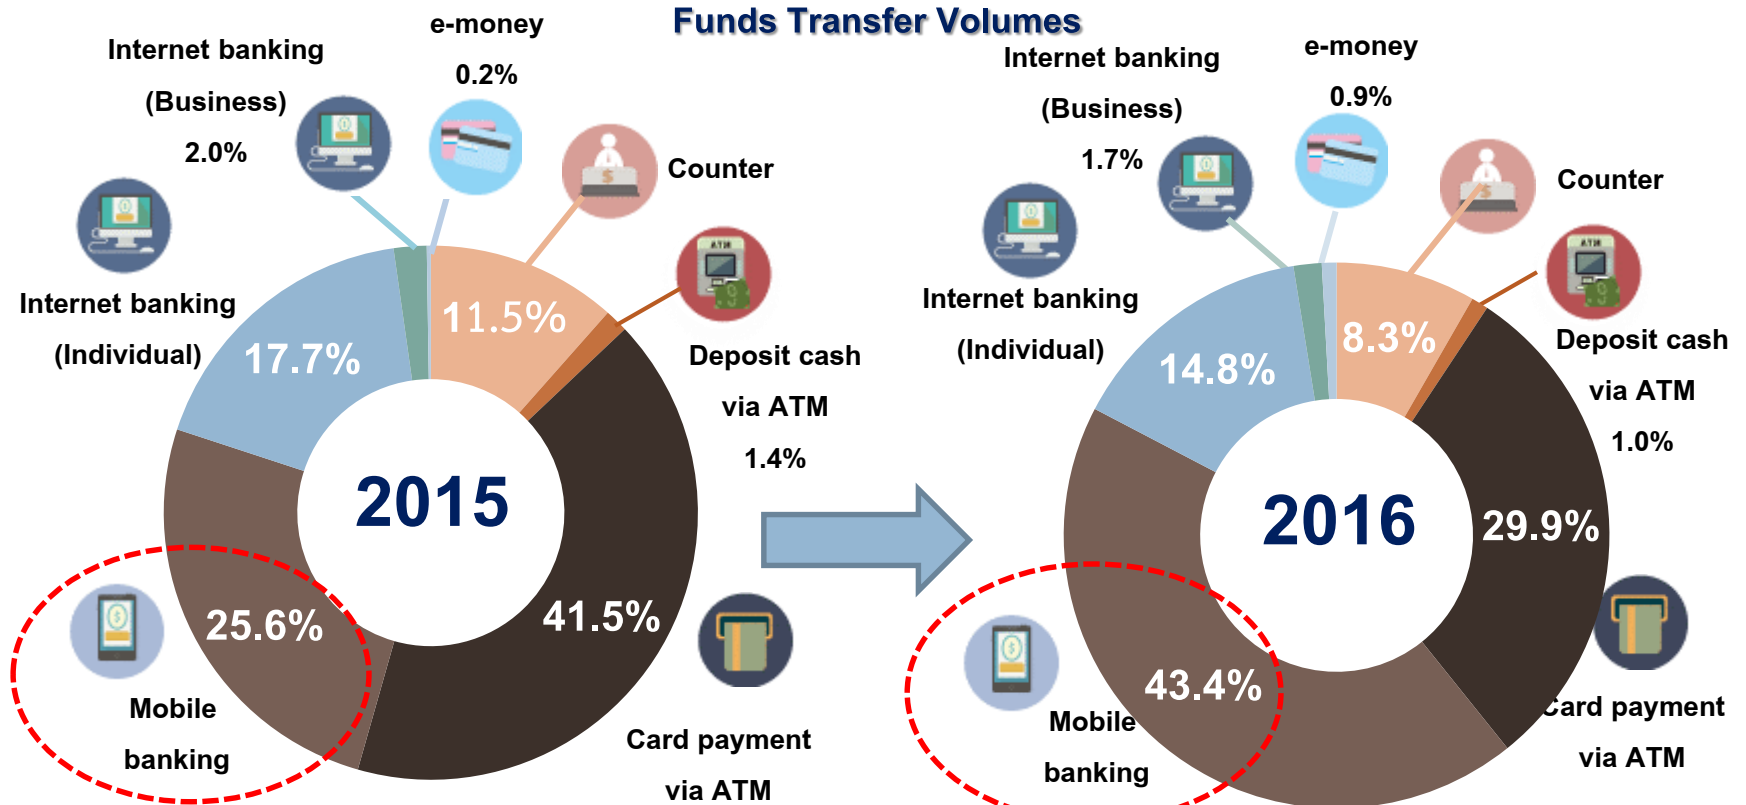 Funds Transfer Volumes
e-money
0.2%
Internet banking
(Business)
2.0%
Counter
Internet banking
(Individual)
17.7%
11.5%
ATM
Deposit cash
via ATM
1.4%
2015
25.6%
41.5%
Mobile
banking
Card payment
via ATM
e-money
0.9%
Internet banking
(Business)
1.7%
Counter
Internet banking
(Individual)
14.8%
8.3%
ATM
Deposit cash
via ATM
1.0%
2016
29.9%
43.4%
Mobile
banking
Card payment
via ATM